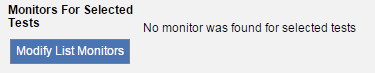 Monitors For Selected
Tests
No monitor was found for selected tests
Modify List Monitors